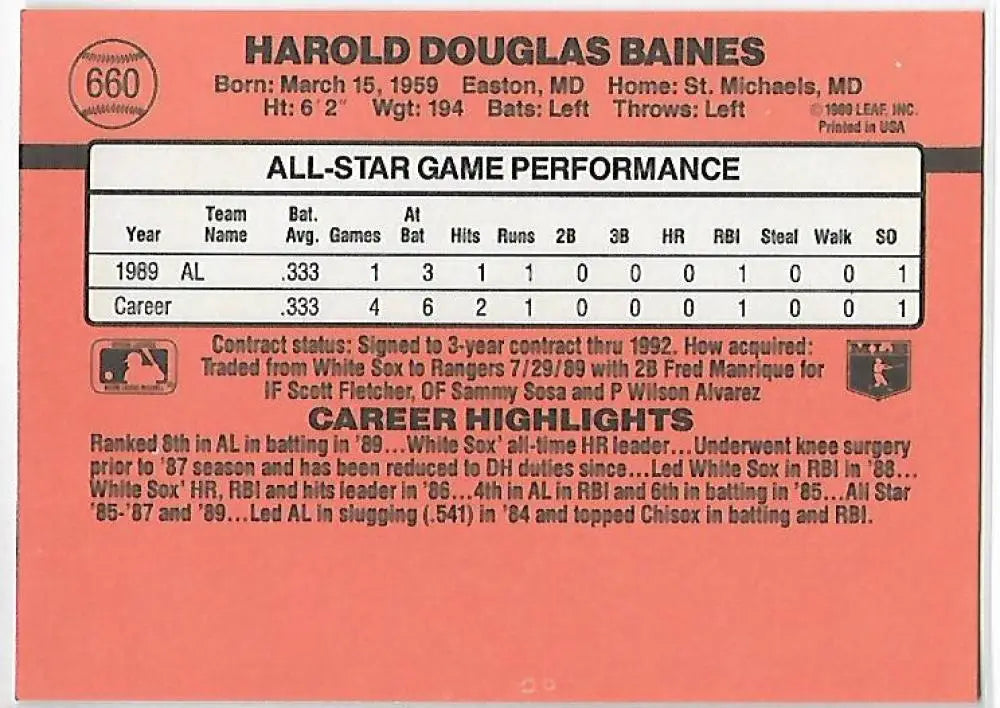 HAROLD DOUGLAS BAINES
660
Born: March 15, 1959 Easton, MD Home: St. Michaels, MD
Ht: 6' 2" Wgt: 194 Bats: Left Throws: Left
© 1989 LEAF, INC.
Printed in USA
ALL-STAR GAME PERFORMANCE
Year Team Name Bat. Avg. Games At Bat Hits Runs 2B 3B HR RBI Steal Walk SO
1989 AL .333 1 3 1 1 0 0 0 1 0 0 1
Career .333 4 6 2 1 0 0 0 1 0 0 1
Contract status: Signed to 3-year contract thru 1992. How acquired:
Traded from White Sox to Rangers 7/29/89 with 2B Fred Manrique for
IF Scott Fletcher, OF Sammy Sosa and P Wilson Alvarez
CAREER HIGHLIGHTS
Ranked 8th in AL in batting in '89...White Sox' all-time HR leader...Underwent knee surgery
prior to '87 season and has been reduced to DH duties since...Led White Sox in RBI in '88...
White Sox' HR, RBI and hits leader in '86...4th in AL in RBI and 6th in batting in '85...All Star
'85-'87 and '89...Led AL in slugging (.541) in '84 and topped Chisox in batting and RBI.